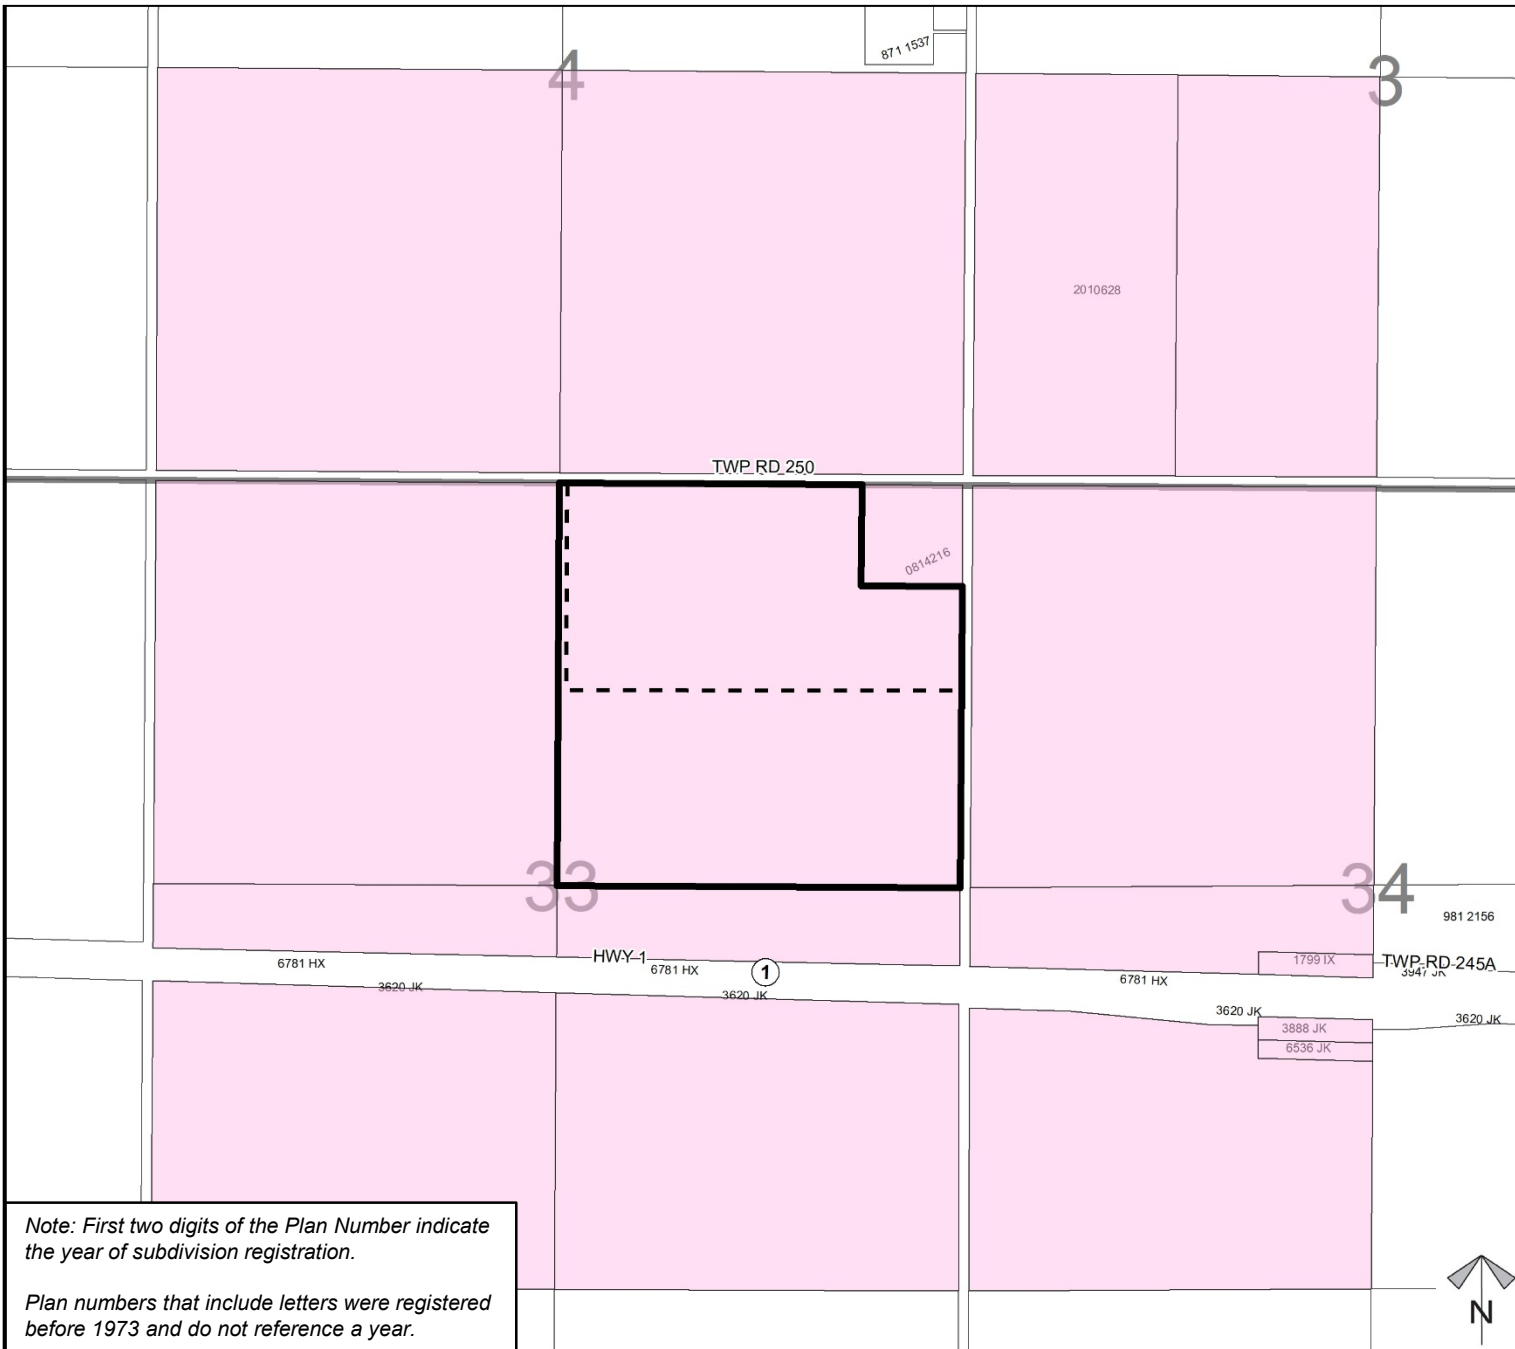 871 1537
4
3
2010628
TWP RD 250
0814216
33
34
981 2156
HWY 1
6781 HX
6781 HX
1
1799 IX
TWP RD 245A
3947 JK
6781 HX
3620 JK
3620 JK
3620 JK
3620 JK
3888 JK
6536 JK
Note: First two digits of the Plan Number indicate
the year of subdivision registration.
Plan numbers that include letters were registered
before 1973 and do not reference a year.
N